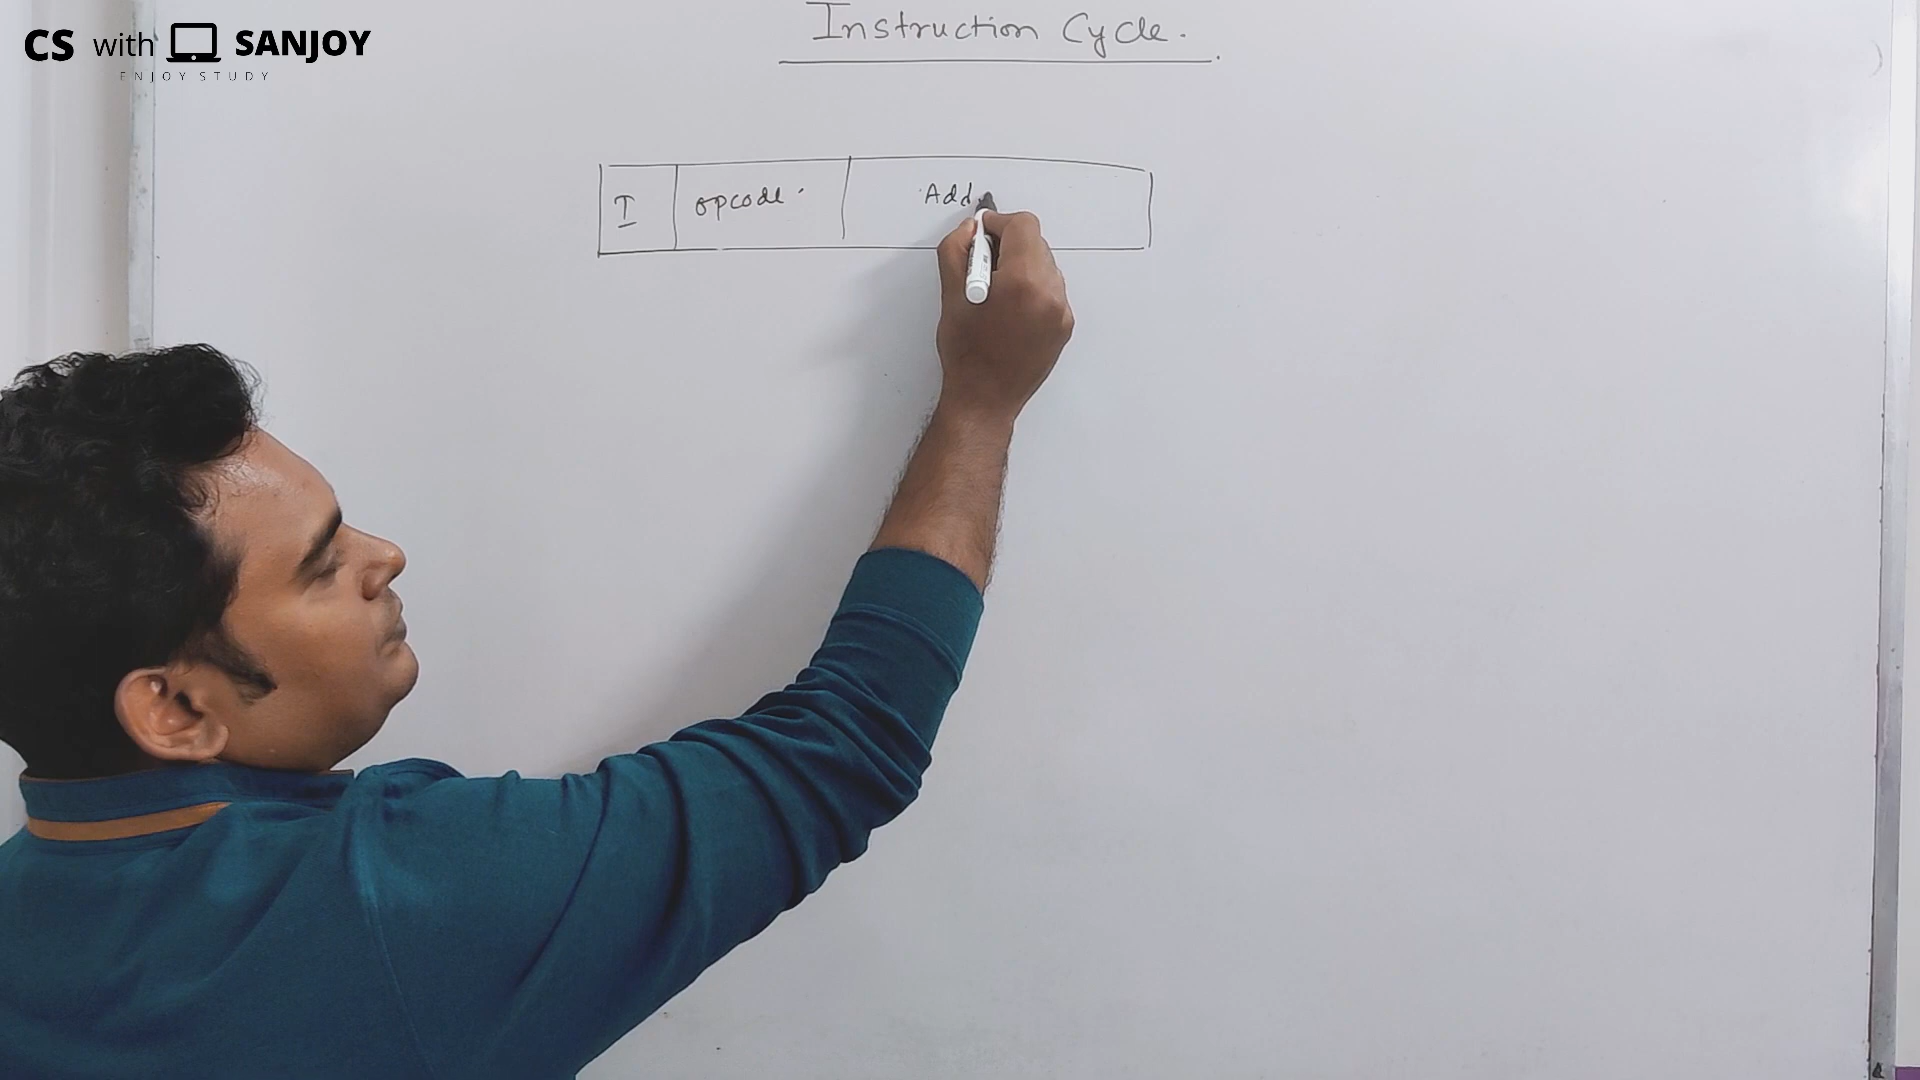 CS with SANJOY
ENJOY STUDY
Instruction Cycle.
I opcode Add